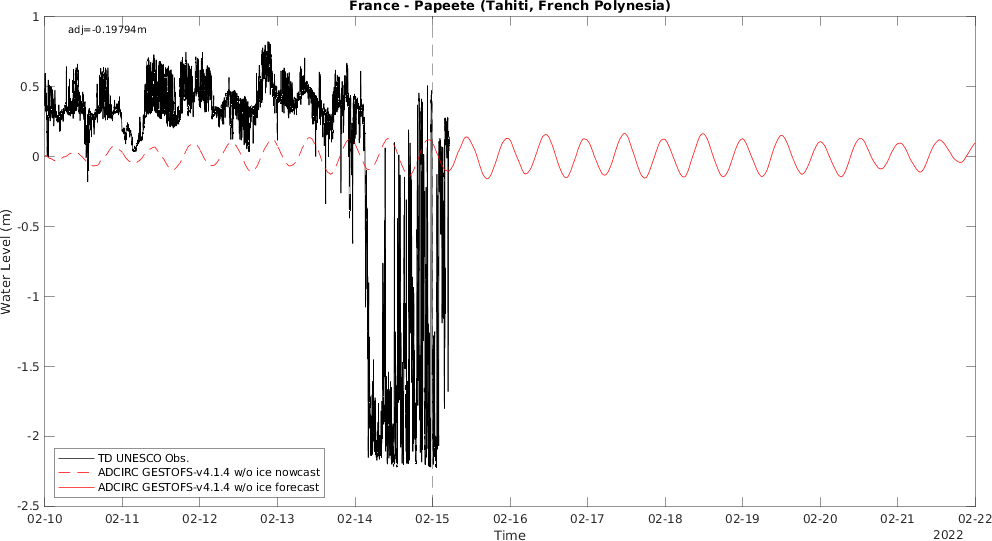 France - Papeete (Tahiti, French Polynesia)
adj=-0.19794m
1
0.5
0
-0.5
-1
-1.5
-2
-2.5
Water Level (m)
TD UNESCO Obs.
ADCIRC GESTOFS-v4.1.4 w/o ice nowcast
ADCIRC GESTOFS-v4.1.4 w/o ice forecast
02-10 02-11 02-12 02-13 02-14 02-15 02-16 02-17 02-18 02-19 02-20 02-21 02-22
Time
2022